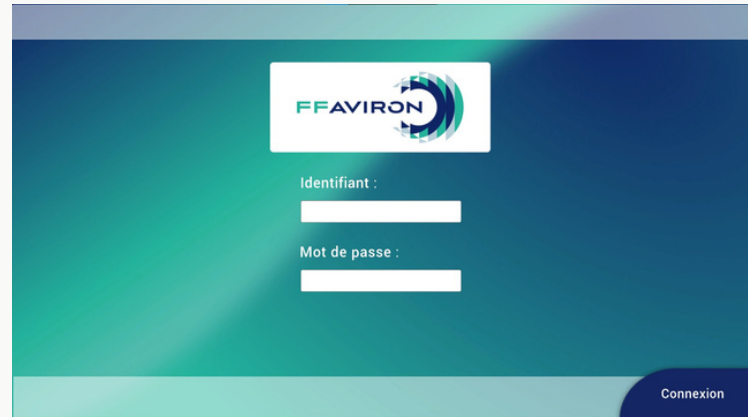 FFAVIRON
Identifiant :
Mot de passe :
Connexion